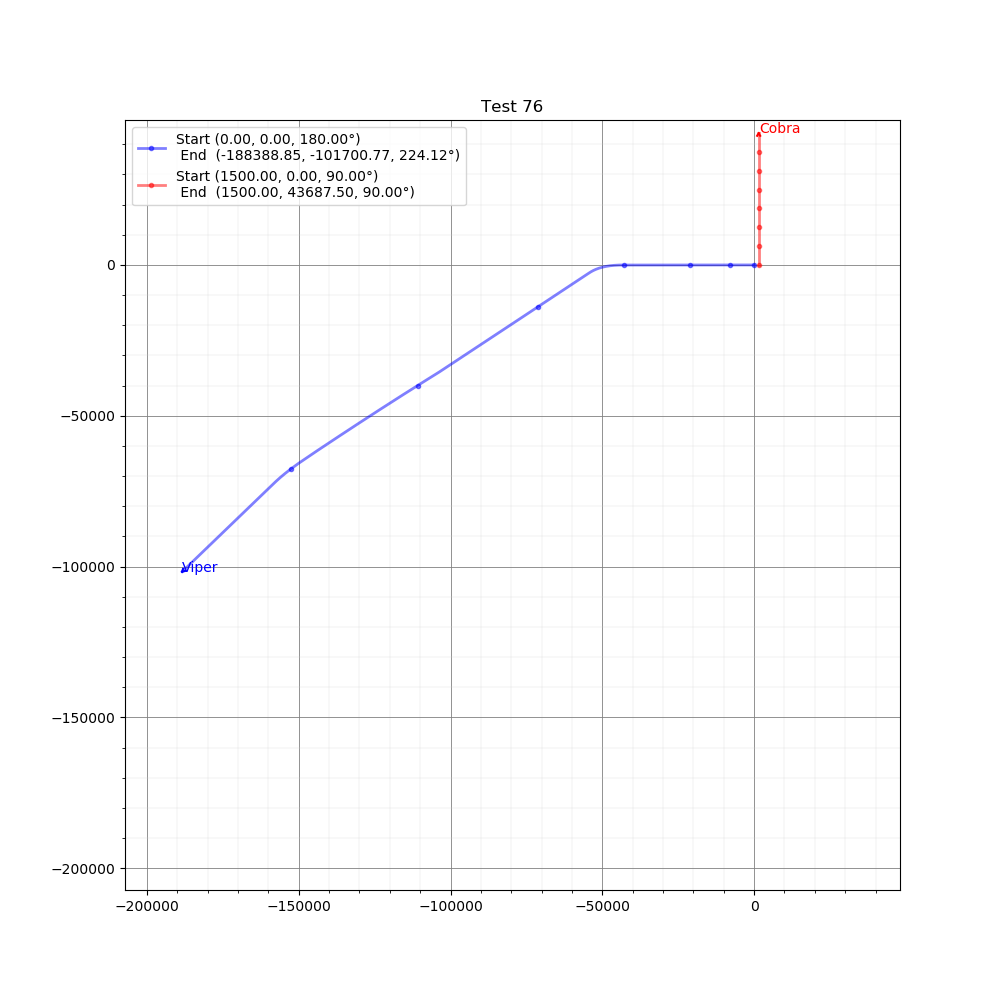 Test 76
Start (0.00, 0.00, 180.00°)
End  (-188388.85, -101700.77, 224.12°)
Start (1500.00, 0.00, 90.00°)
End  (1500.00, 43687.50, 90.00°)
Cobra
Viper
0
−50000
−100000
−150000
−200000
−200000
−150000
−100000
−50000
0